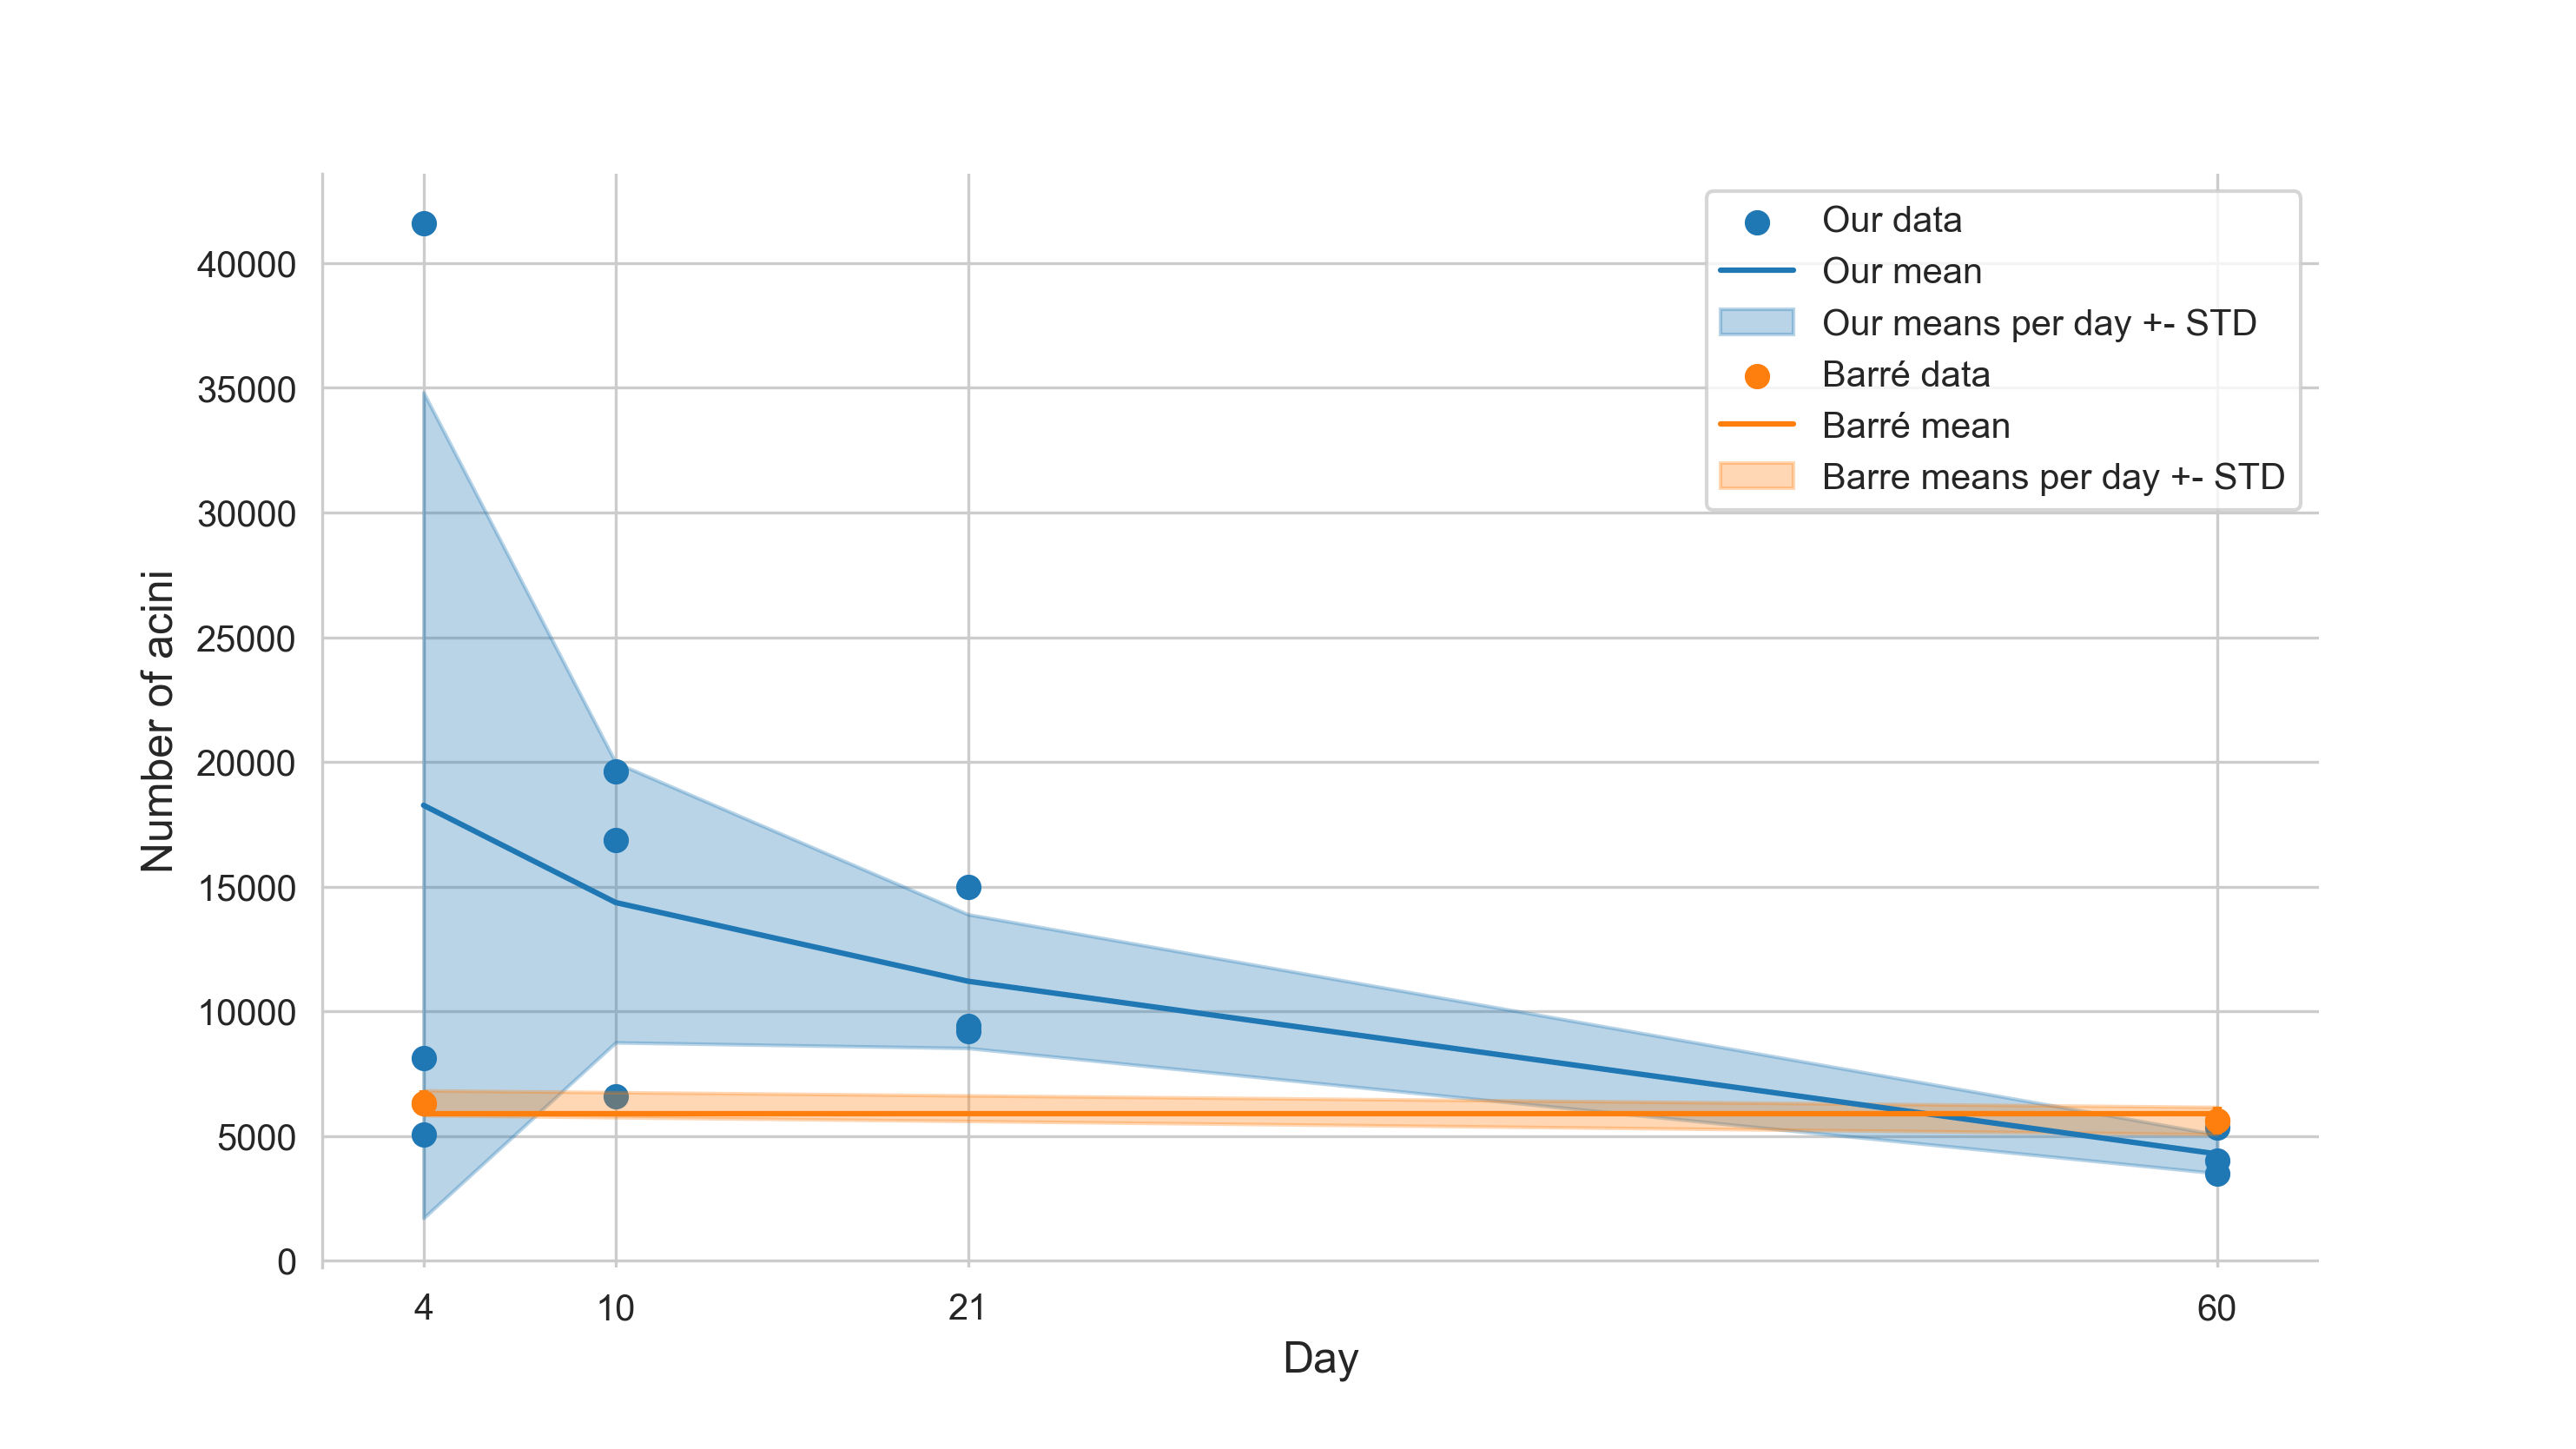 Our data
Our mean
Our means per day +- STD
Barré data
Barré mean
Barre means per day +- STD
Number of acini
40000
35000
30000
25000
20000
15000
10000
5000
0
4
10
21
60
Day